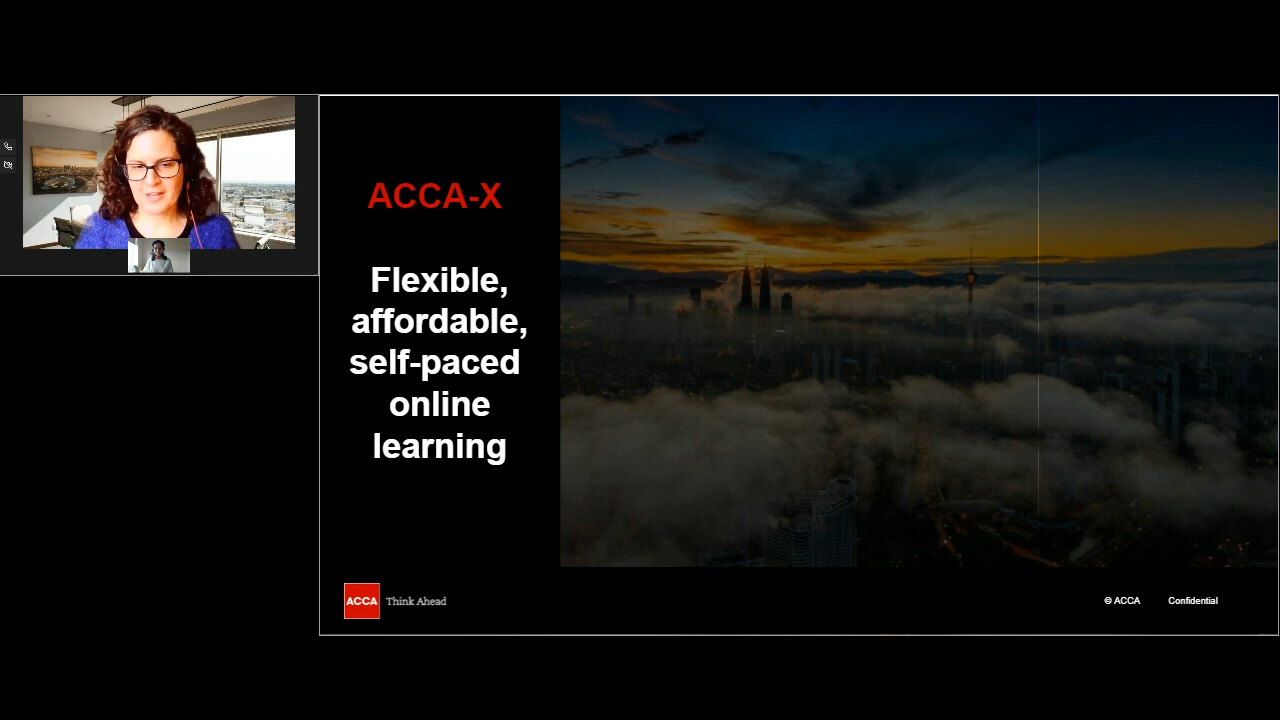 ACCA-X
Flexible,
affordable,
self-paced
online
learning
ACCA Think Ahead
© ACCA Confidential